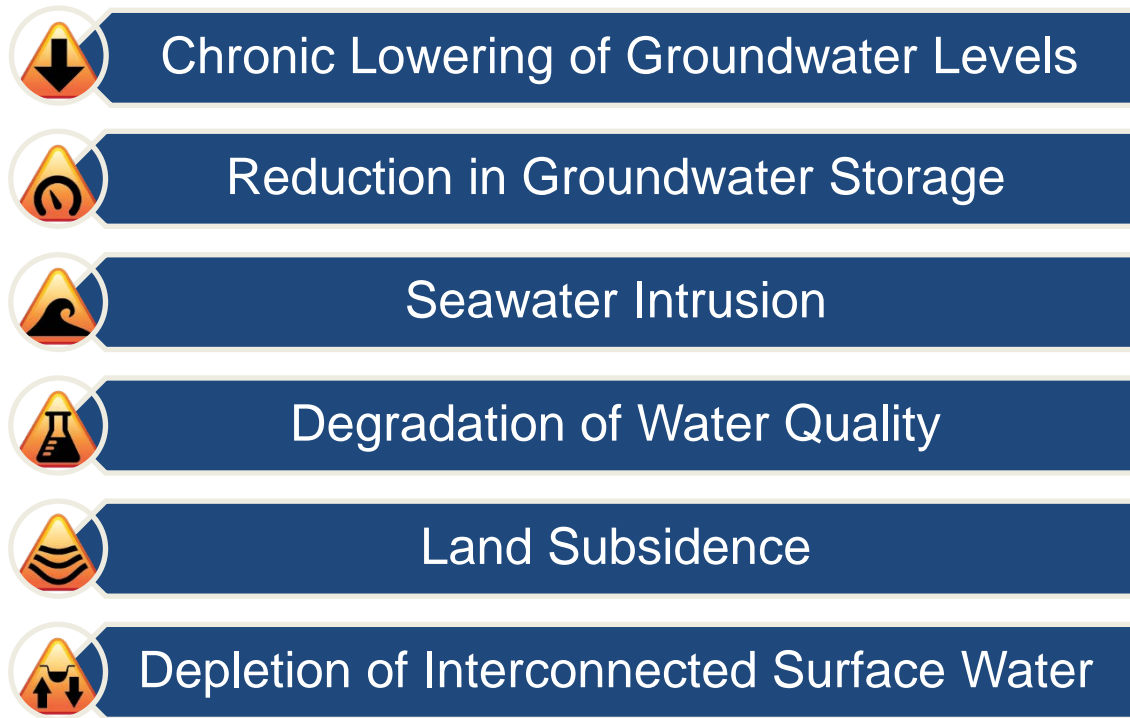 Chronic Lowering of Groundwater Levels
Reduction in Groundwater Storage
Seawater Intrusion
Degradation of Water Quality
Land Subsidence
Depletion of Interconnected Surface Water